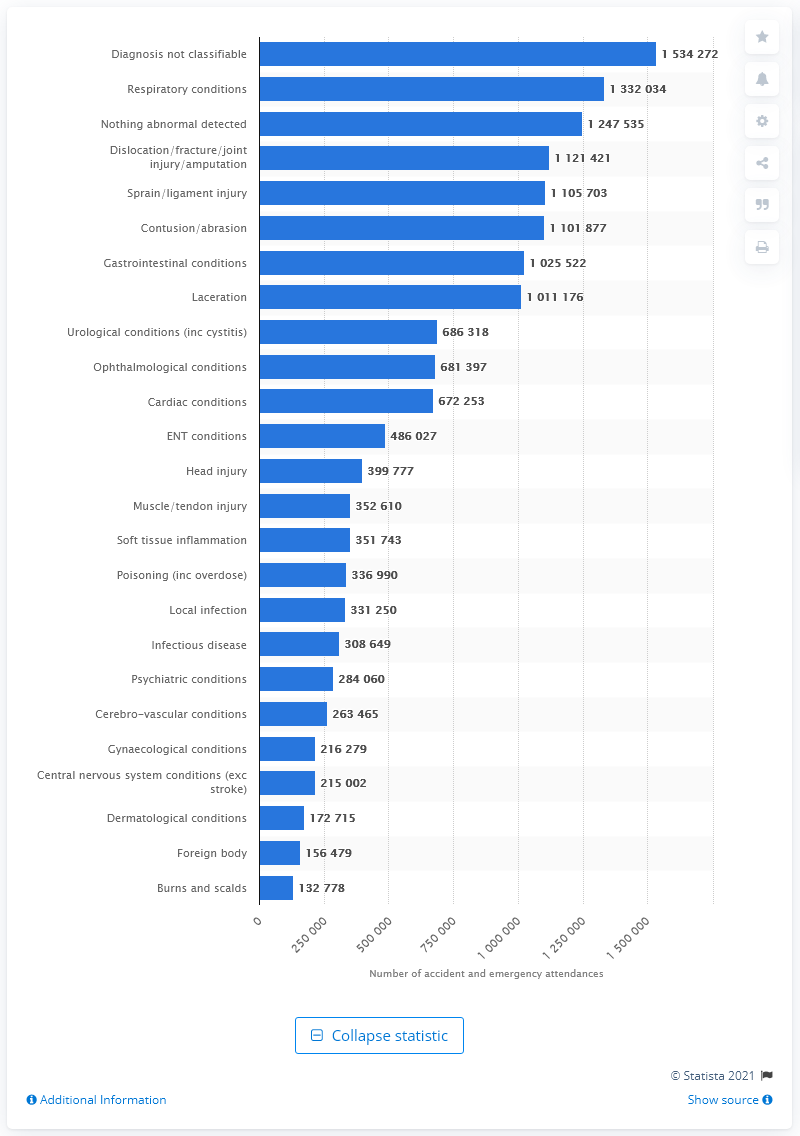 Diagnosis not classifiable 1 534 272
Respiratory conditions 1 332 034
Nothing abnormal detected 1 247 535
Dislocation/fracture/joint
injury/amputation 1 121 421
Sprain/ligament injury 1 105 703
Contusion/abrasion 1 101 877
Gastrointestinal conditions 1 025 522
Laceration 1 011 176
Urological conditions (inc cystitis) 686 318
Ophthalmological conditions 681 397
Cardiac conditions 672 253
ENT conditions 486 027
Head injury 399 777
Muscle/tendon injury 352 610
Soft tissue inflammation 351 743
Poisoning (inc overdose) 336 990
Local infection 331 250
Infectious disease 308 649
Psychiatric conditions 284 060
Cerebro-vascular conditions 263 465
Gynaecological conditions 216 279
Central nervous system conditions (exc
stroke) 215 002
Dermatological conditions 172 715
Foreign body 156 479
Burns and scalds 132 778
0 250 000 500 000 750 000 1 000 000 1 250 000 1 500 000
Number of accident and emergency attendances
Collapse statistic
© Statista 2021
Additional Information Show source